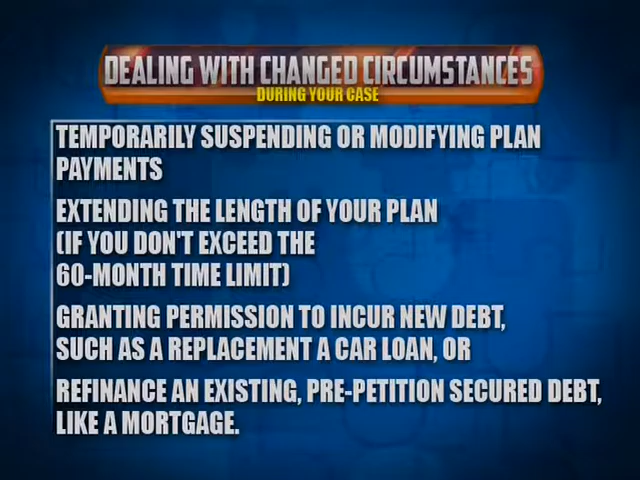 DEALING WITH CHANGED CIRCUMSTANCES
DURING YOUR CASE
TEMPORARILY SUSPENDING OR MODIFYING PLAN
PAYMENTS
EXTENDING THE LENGTH OF YOUR PLAN
(IF YOU DON'T EXCEED THE
60-MONTH TIME LIMIT)
GRANTING PERMISSION TO INCUR NEW DEBT,
SUCH AS A REPLACEMENT A CAR LOAN, OR
REFINANCE AN EXISTING, PRE-PETITION SECURED DEBT,
LIKE A MORTGAGE.